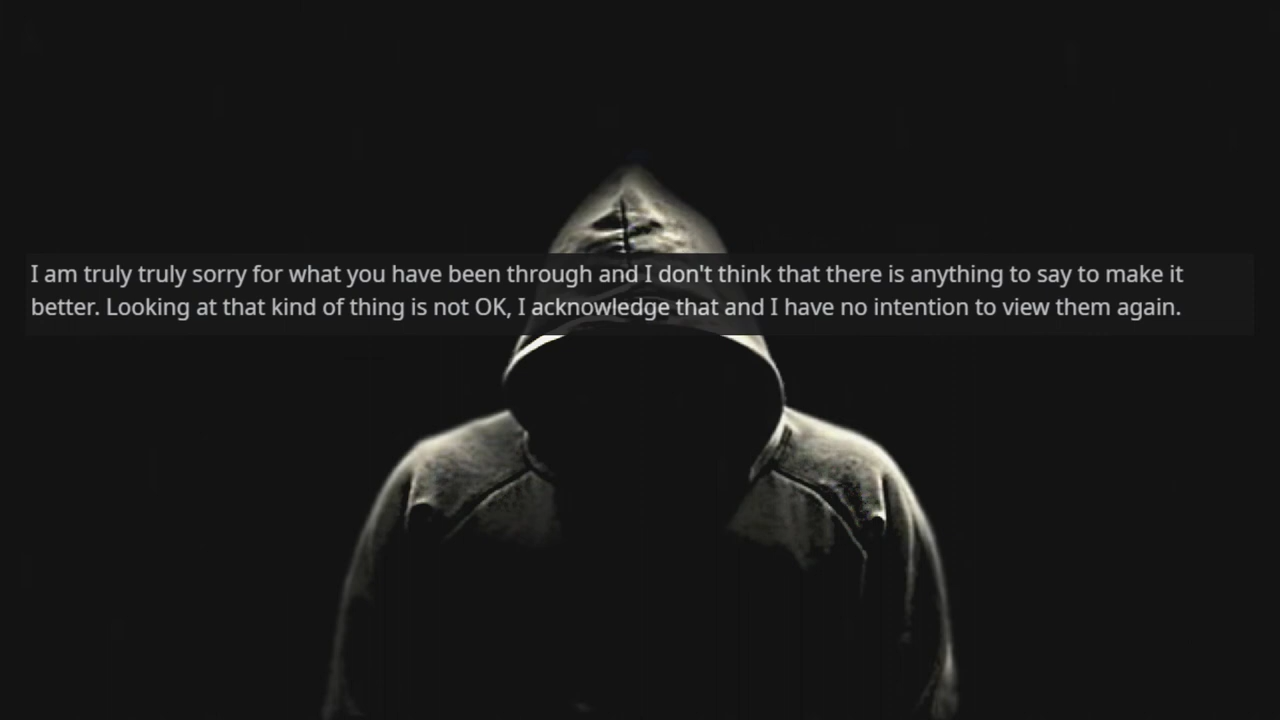 I am truly truly sorry for what you have been through and I don't think that there is anything to say to make it
better. Looking at that kind of thing is not OK, I acknowledge that and I have no intention to view them again.